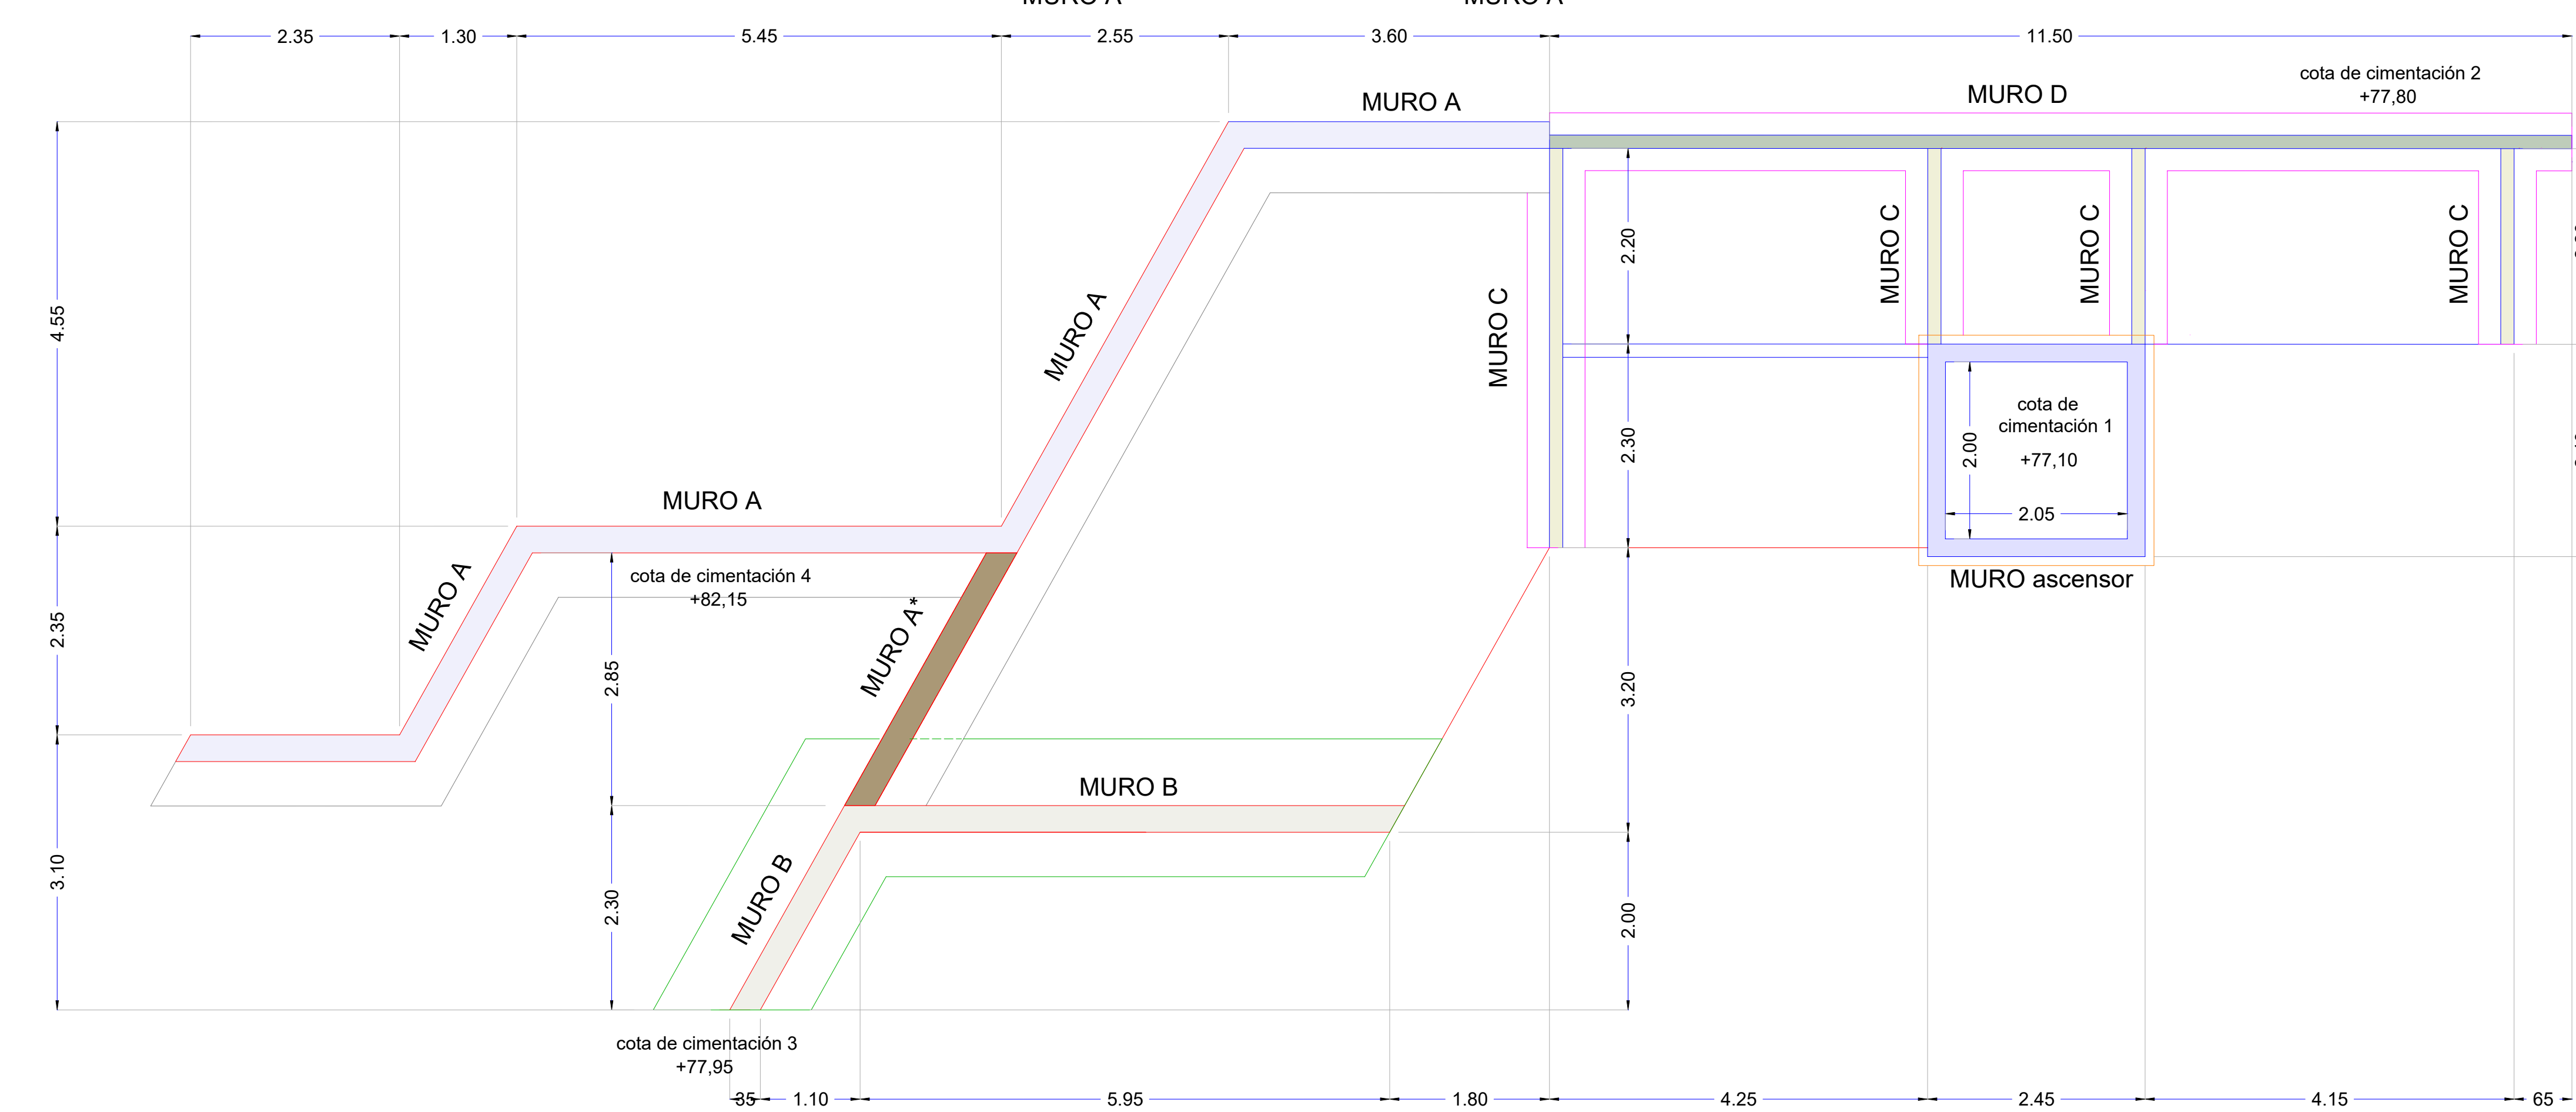 MURO A
MURO A
2.35
1.30
5.45
2.55
3.60
11.50
cota de cimentación 2
+77,80
MURO A
MURO D
4.55
2.20
MURO C
MURO C
MURO C
MURO C
MURO A
2.30
cota de
cimentación 1
+77,10
2.00
2.05
MURO ascensor
MURO A
MURO A
cota de cimentación 4
+82,15
MURO A*
2.35
2.85
3.20
MURO B
3.10
MURO B
2.30
2.00
cota de cimentación 3
+77,95
35
1.10
5.95
1.80
4.25
2.45
4.15
65